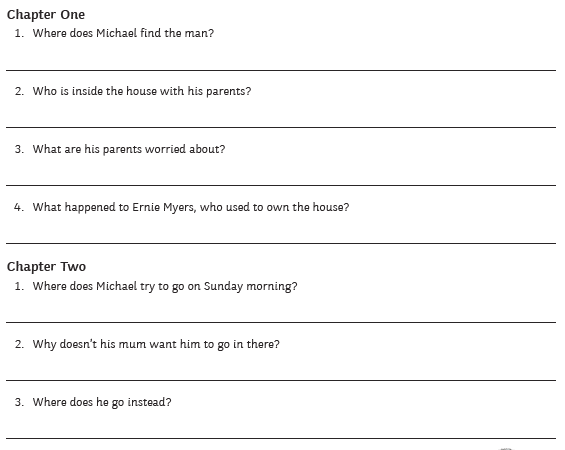 Chapter One
1. Where does Michael find the man?
2. Who is inside the house with his parents?
3. What are his parents worried about?
4. What happened to Ernie Myers, who used to own the house?
Chapter Two
1. Where does Michael try to go on Sunday morning?
2. Why doesn't his mum want him to go in there?
3. Where does he go instead?